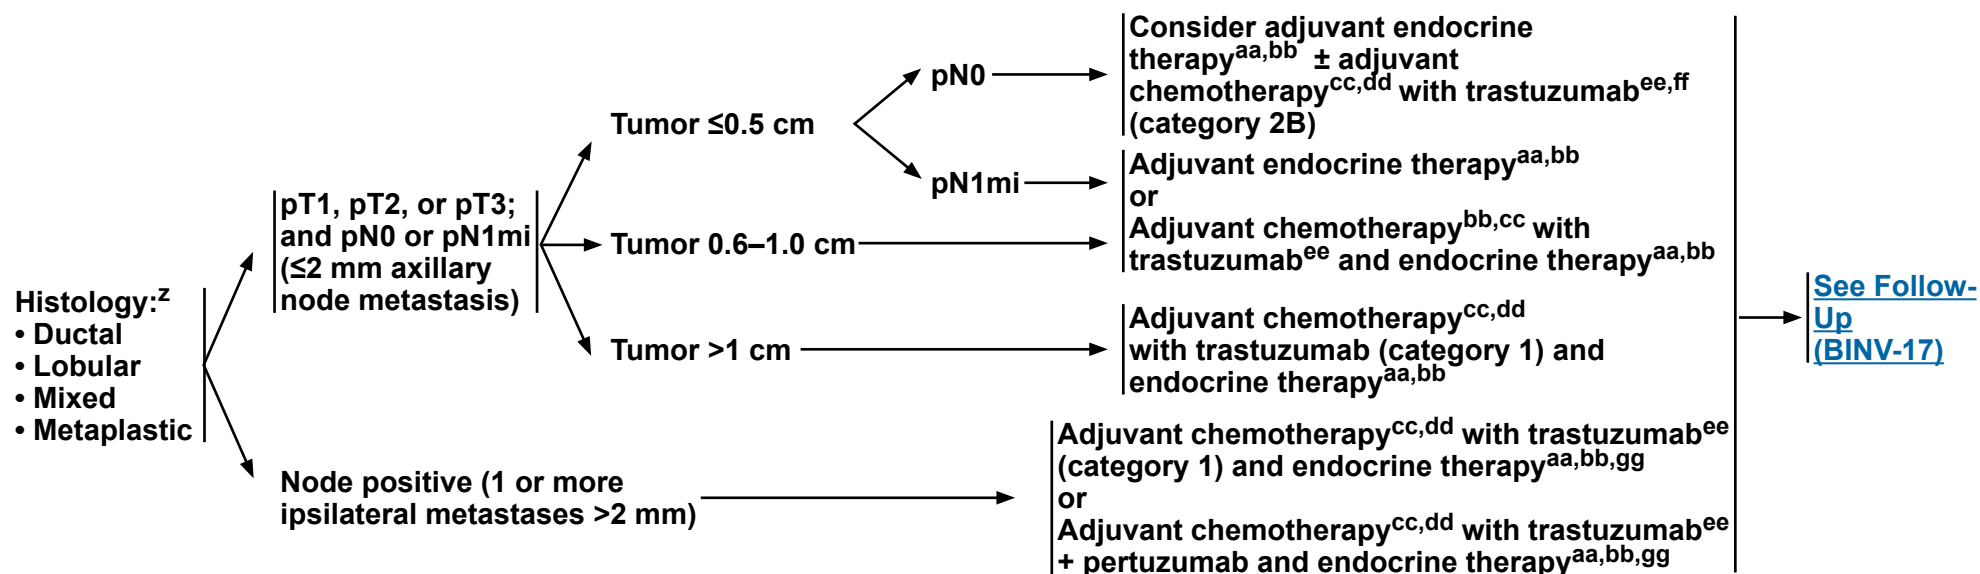 Histology:z
• Ductal
• Lobular
• Mixed
• Metaplastic
pT1, pT2, or pT3;
and pN0 or pN1mi
(≤2 mm axillary
node metastasis)
Tumor ≤0.5 cm
pN0
Consider adjuvant endocrine
therapyaa,bb ± adjuvant
chemotherapycc,dd with trastuzumabee,ff
(category 2B)
pN1mi
Adjuvant endocrine therapyaa,bb
or
Adjuvant chemotherapybb,cc with
trastuzumabee and endocrine therapyaa,bb
Tumor 0.6–1.0 cm
Tumor >1 cm
Adjuvant chemotherapycc,dd
with trastuzumab (category 1) and
endocrine therapyaa,bb
Node positive (1 or more
ipsilateral metastases >2 mm)
Adjuvant chemotherapycc,dd with trastuzumabee
(category 1) and endocrine therapyaa,bb,gg
or
Adjuvant chemotherapycc,dd with trastuzumabee
+ pertuzumab and endocrine therapyaa,bb,gg
See Follow-
Up
(BINV-17)